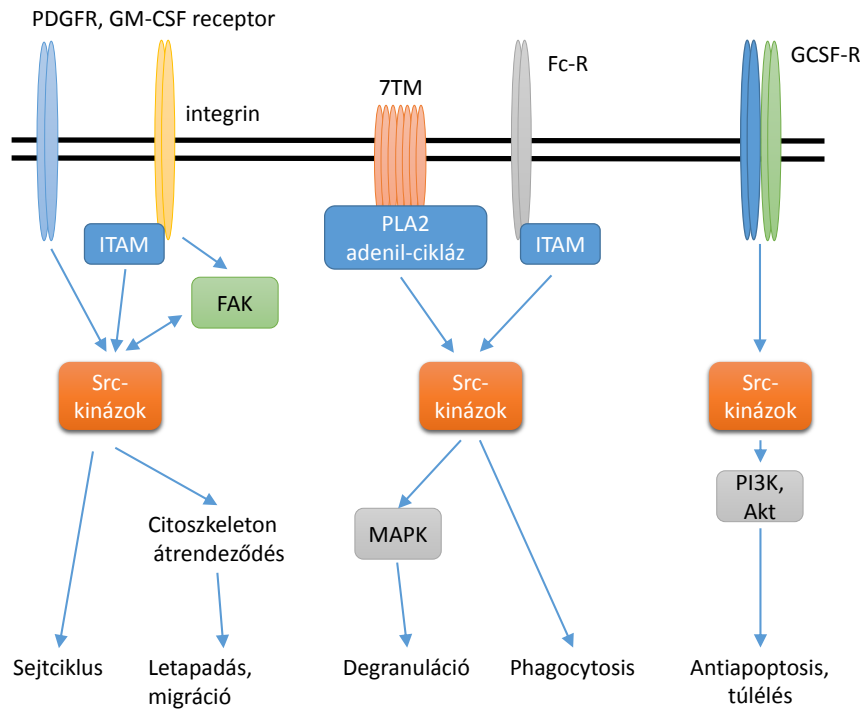 PDGFR, GM-CSF receptor
integrin
7TM
Fc-R
GCSF-R
ITAM
FAK
PLA2
adenil-cikláz
ITAM
Src-
kinázok
Src-
kinázok
Src-
kinázok
PI3K,
Akt
Citoszkeleton
átrendeződés
MAPK
Sejtciklus
Letapadás,
migráció
Degranuláció
Phagocytosis
Antiapoptosis,
túlélés